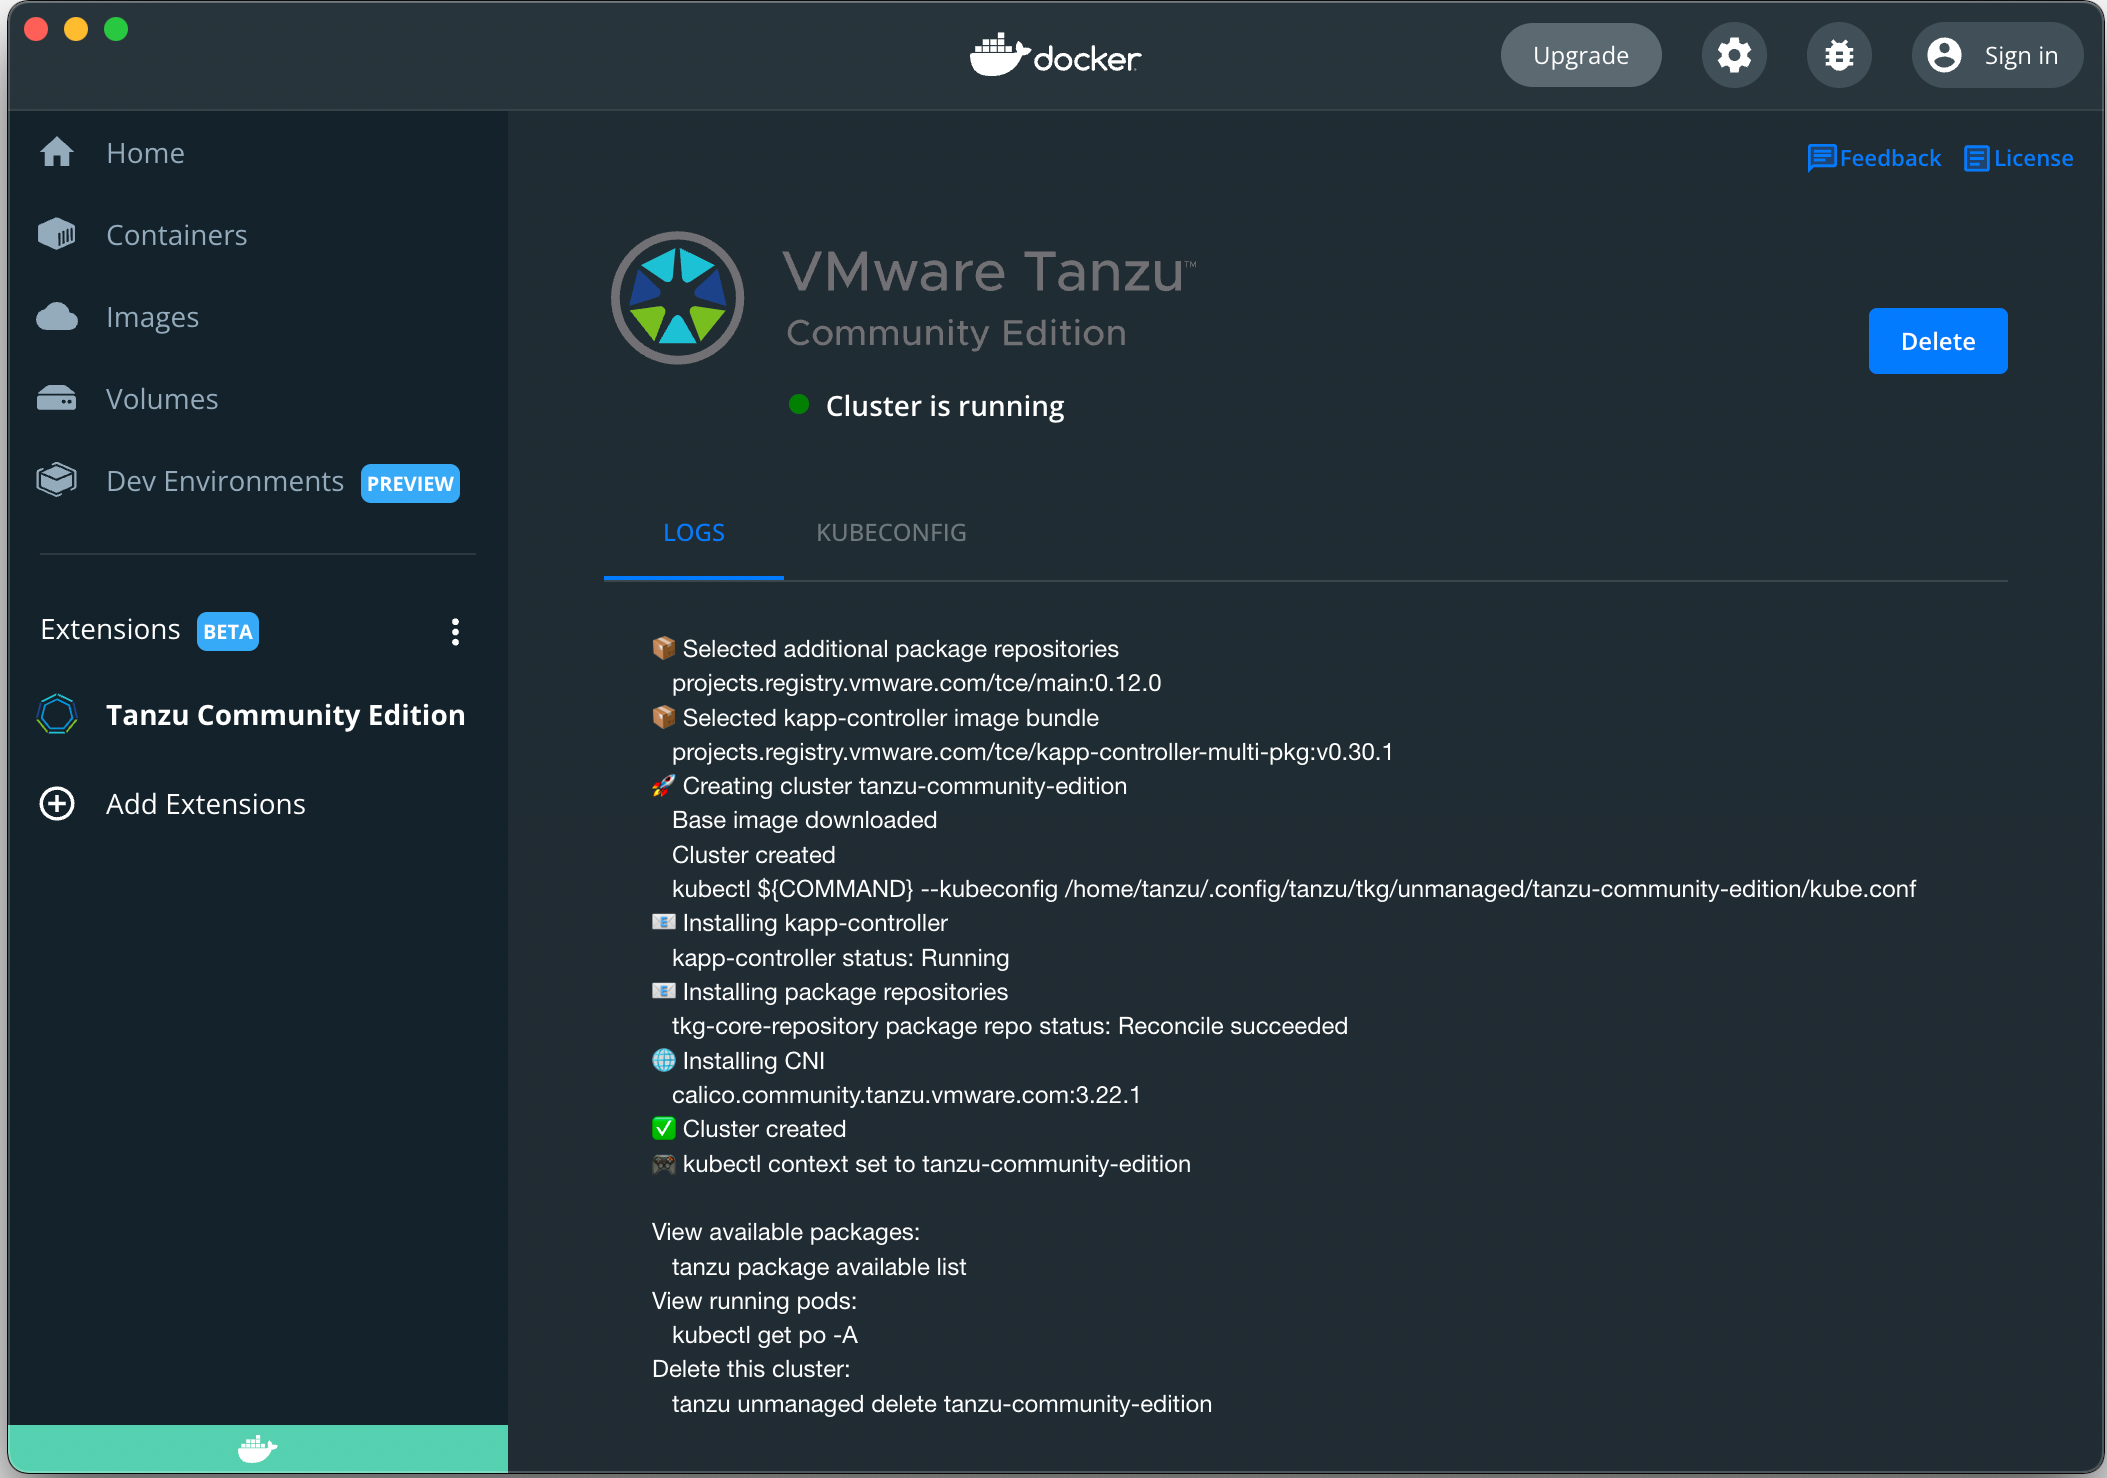 docker
Upgrade
Sign in
Home
Containers
Images
Volumes
Dev Environments PREVIEW
Extensions BETA
Tanzu Community Edition
Add Extensions
Feedback License
VMware Tanzu™
Community Edition
Cluster is running
Delete
LOGS KUBECONFIG
📦 Selected additional package repositories
projects.registry.vmware.com/tce/main:0.12.0
📦 Selected kapp-controller image bundle
projects.registry.vmware.com/tce/kapp-controller-multi-pkg:v0.30.1
🚀 Creating cluster tanzu-community-edition
Base image downloaded
Cluster created
kubectl ${COMMAND} --kubeconfig /home/tanzu/.config/tanzu/tkg/unmanaged/tanzu-community-edition/kube.conf
📧 Installing kapp-controller
kapp-controller status: Running
📧 Installing package repositories
tkg-core-repository package repo status: Reconcile succeeded
🌐 Installing CNI
calico.community.tanzu.vmware.com:3.22.1
✅ Cluster created
🎮 kubectl context set to tanzu-community-edition
View available packages:
tanzu package available list
View running pods:
kubectl get po -A
Delete this cluster:
tanzu unmanaged delete tanzu-community-edition